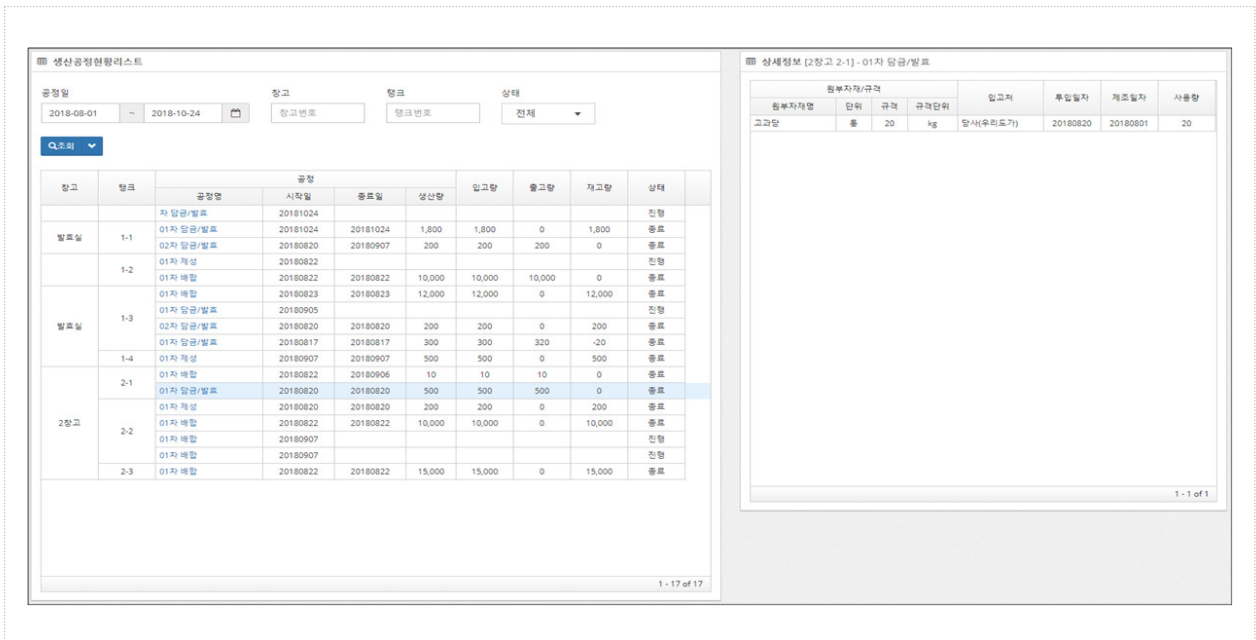 생산공정현황리스트
공정일 창고 탱크 상태
2018-08-01 ~ 2018-10-24 창고번호 탱크번호 전체
조회
창고 탱크 공정 입고량 출고량 재고량 상태
공정명 시작일 종료일 생산량
차 담금/발효 20181024 진행
발효실 1-1 01차 담금/발효 20181024 20181024 1,800 1,800 0 1,800 종료
02차 담금/발효 20180820 20180907 200 200 200 0 종료
1-2 01차 제성 20180822 진행
01차 배합 20180822 20180822 10,000 10,000 10,000 0 종료
발효실 1-3 01차 배합 20180823 20180823 12,000 12,000 0 12,000 종료
01차 담금/발효 20180905 진행
02차 담금/발효 20180820 20180820 200 200 0 200 종료
01차 담금/발효 20180817 20180817 300 300 320 -20 종료
1-4 01차 제성 20180907 20180907 500 500 0 500 종료
2창고 2-1 01차 배합 20180822 20180906 10 10 10 0 종료
01차 담금/발효 20180820 20180820 500 500 500 0 종료
2-2 01차 제성 20180820 20180820 200 200 0 200 종료
01차 배합 20180822 20180822 10,000 10,000 0 10,000 종료
01차 배합 20180907 진행
01차 배합 20180907 진행
2-3 01차 배합 20180822 20180822 15,000 15,000 0 15,000 종료
1 - 17 of 17
상세정보 [2창고 2-1] - 01차 담금/발효
원부자재/규격 입고처 투입일자 제조일자 사용량
원부자재명 단위 규격 규격단위
고과당 통 20 kg 당사(우리도가) 20180820 20180801 20
1 - 1 of 1